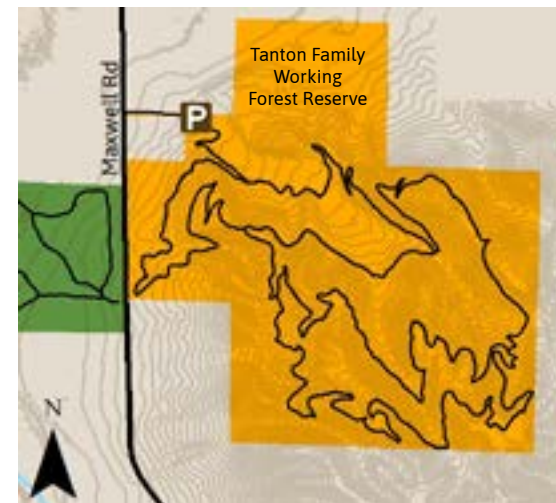 Tanton Family
Working
Forest Reserve
Maxwell Rd
P
N